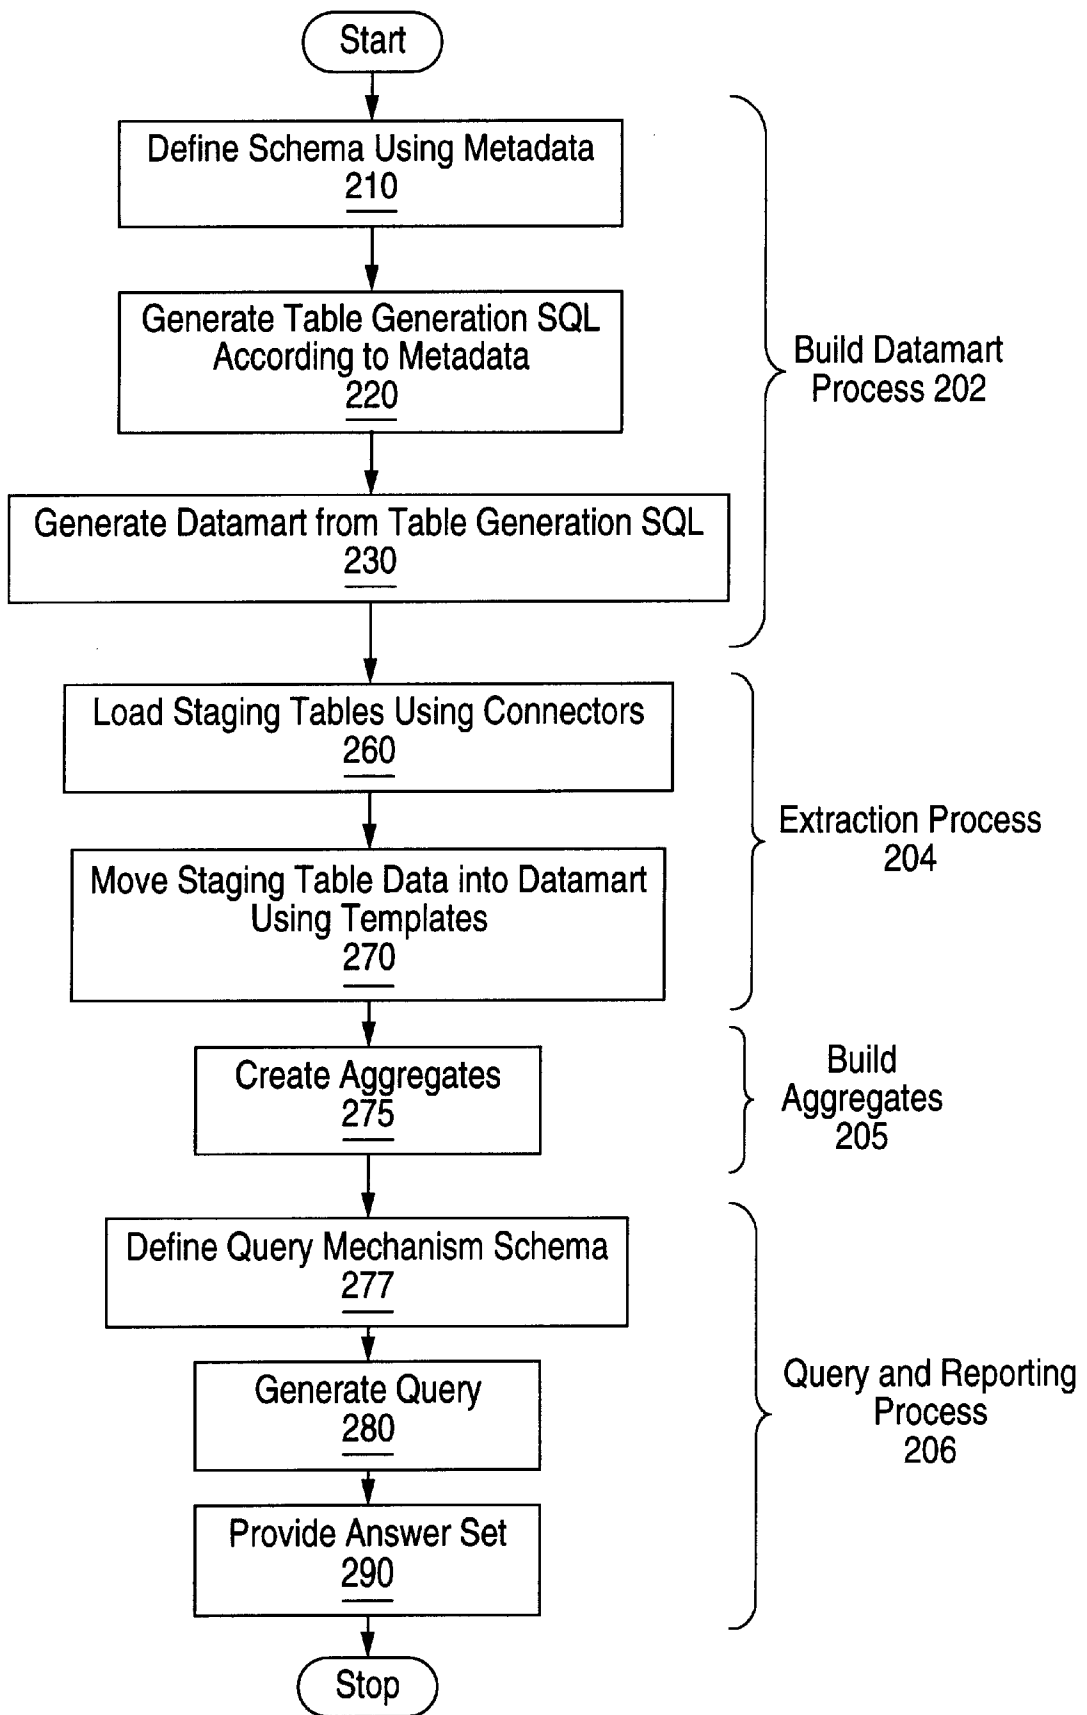 Start
Define Schema Using Metadata
210
Generate Table Generation SQL
According to Metadata
220
Build Datamart
Process 202
Generate Datamart from Table Generation SQL
230
Load Staging Tables Using Connectors
260
Extraction Process
204
Move Staging Table Data into Datamart
Using Templates
270
Create Aggregates
275
Build
Aggregates
205
Define Query Mechanism Schema
277
Generate Query
280
Query and Reporting
Process
206
Provide Answer Set
290
Stop